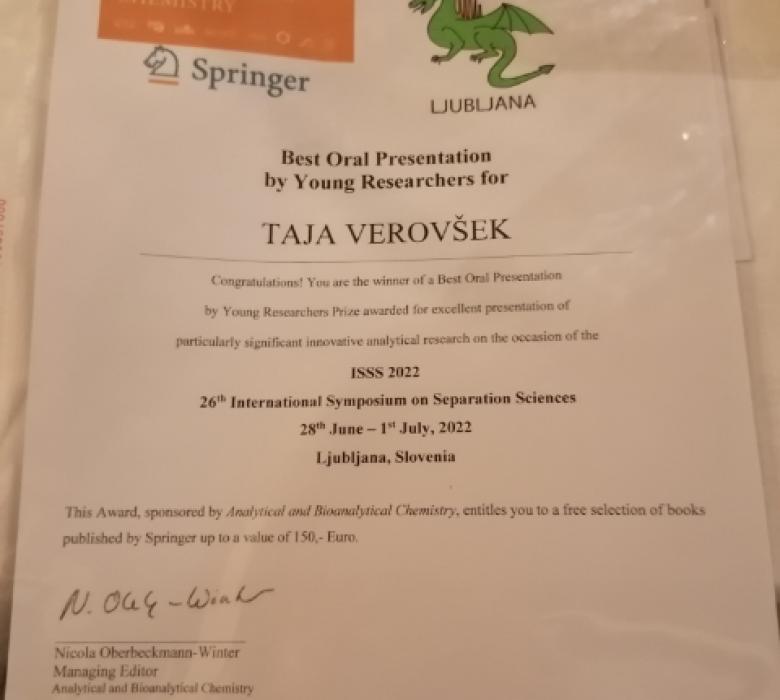 Springer
LJUBLJANA
Best Oral Presentation
by Young Researchers for
TAJA VEROVŠEK
Congratulations! You are the winner of a Best Oral Presentation
by Young Researchers Prize awarded for excellent presentation of
particularly significant innovative analytical research on the occasion of the
ISSS 2022
26th International Symposium on Separation Sciences
28th June – 1st July, 2022
Ljubljana, Slovenia
This Award, sponsored by Analytical and Bioanalytical Chemistry, entitles you to a free selection of books
published by Springer up to a value of 150,- Euro.
Nicola Oberbeckmann-Winter
Managing Editor
Analytical and Bioanalytical Chemistry